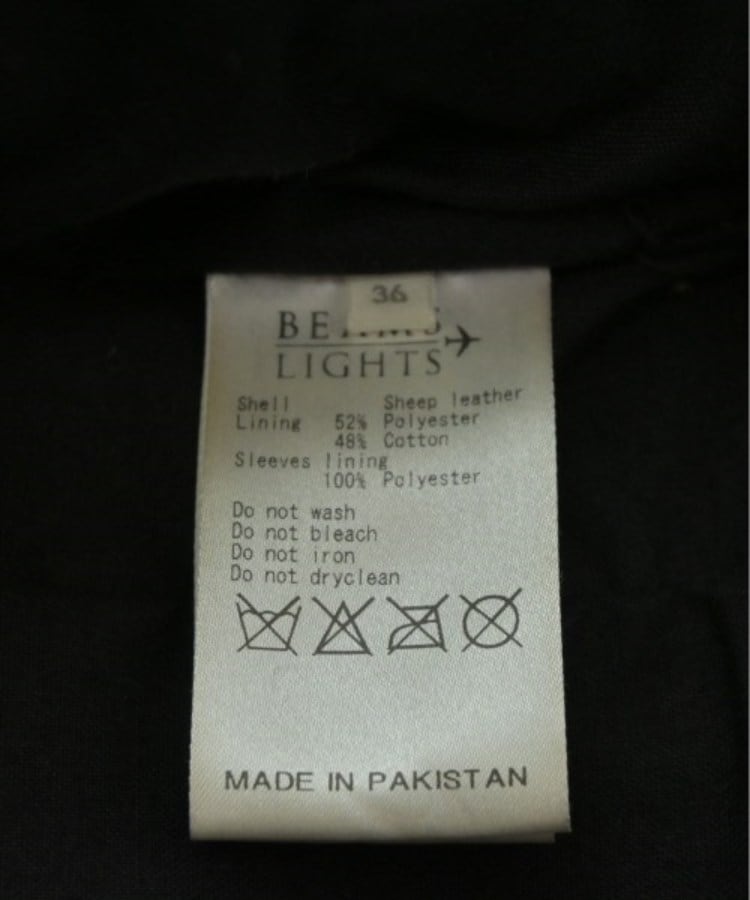 36
BEAMS
LIGHTS
Shell Sheep leather
Lining 52% Polyester
48% Cotton
Sleeves lining
100% Polyester
Do not wash
Do not bleach
Do not iron
Do not dryclean
MADE IN PAKISTAN